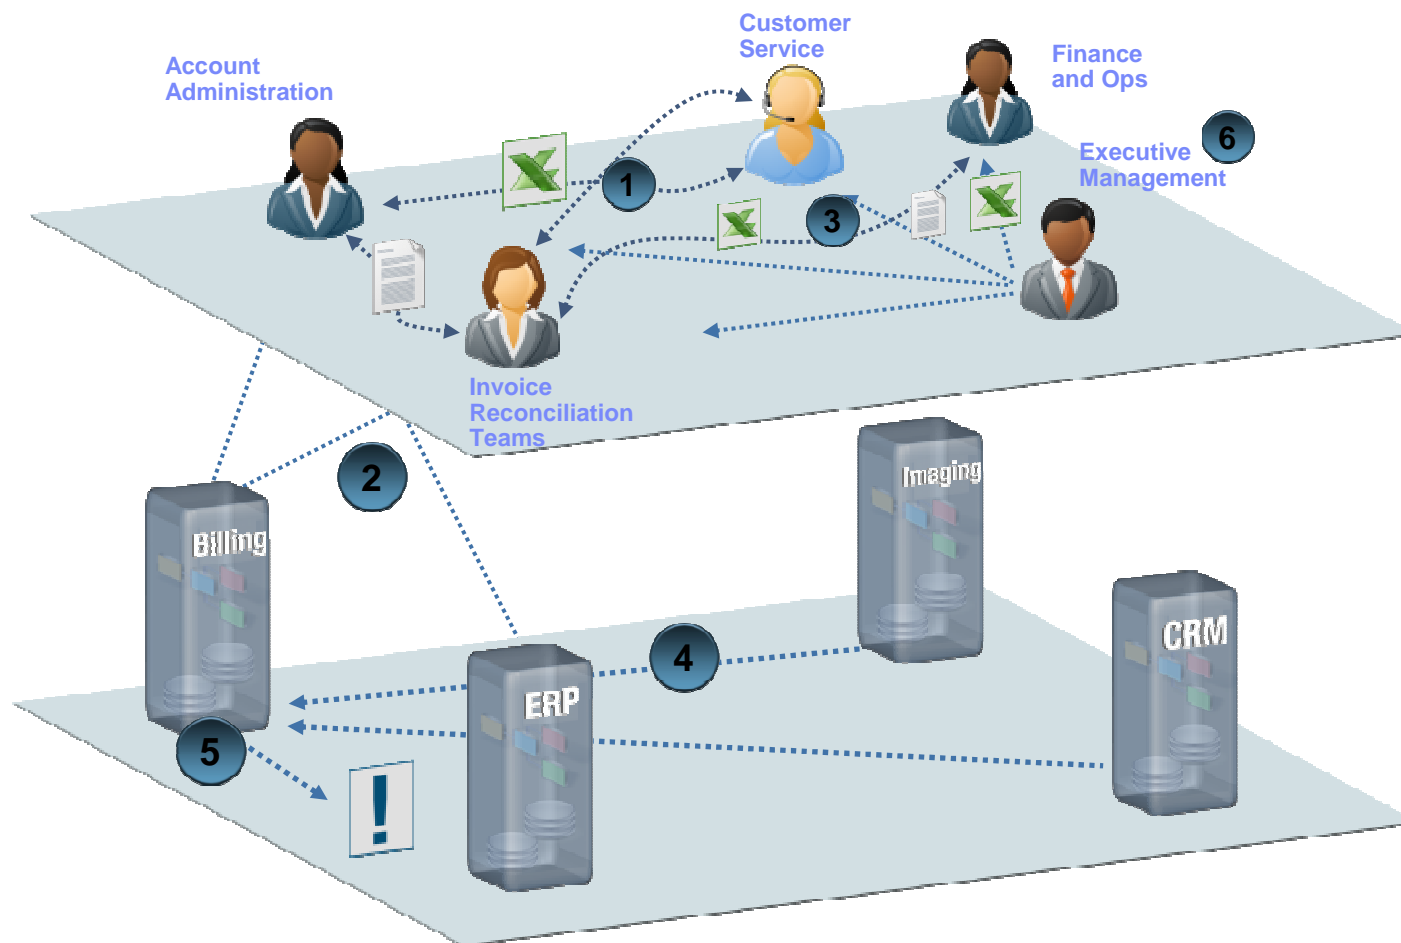 Customer
Service
Account
Administration
Finance
and Ops
6
Executive
Management
1
3
Invoice
Reconciliation
Teams
2
Imaging
Billing
CRM
4
ERP
5
!